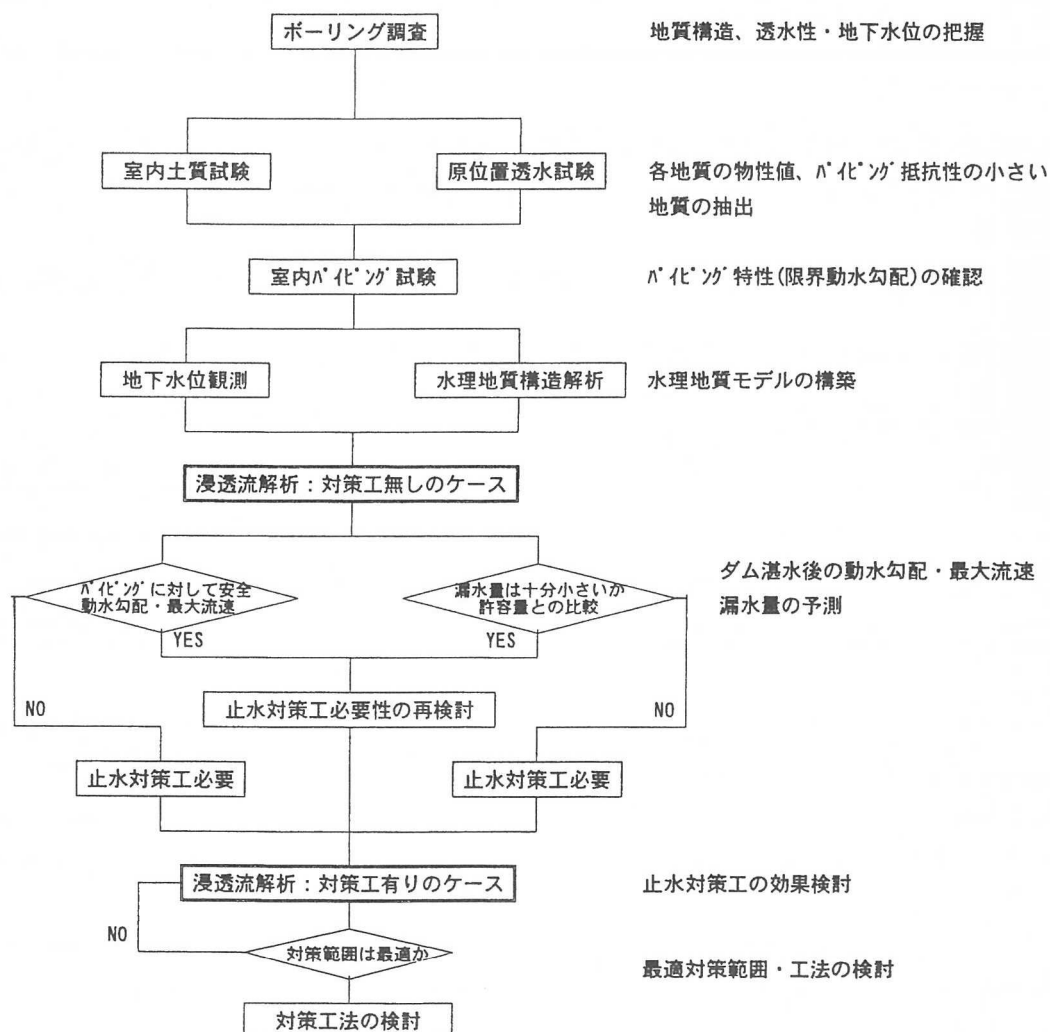 ボーリング調査
地質構造、透水性・地下水位の把握
室内土質試験
原位置透水試験
各地質の物性値、ﾊﾟｲﾋﾟﾝｸﾞ抵抗性の小さい
地質の抽出
室内ﾊﾟｲﾋﾟﾝｸﾞ試験
ﾊﾟｲﾋﾟﾝｸﾞ特性(限界動水勾配)の確認
地下水位観測
水理地質構造解析
水理地質モデルの構築
浸透流解析：対策工無しのケース
ﾊﾟｲﾋﾟﾝｸﾞに対して安全
動水勾配・最大流速
漏水量は十分小さいか
許容量との比較
ダム湛水後の動水勾配・最大流速
漏水量の予測
YES
YES
NO
止水対策工必要性の再検討
NO
止水対策工必要
止水対策工必要
浸透流解析：対策工有りのケース
止水対策工の効果検討
NO
対策範囲は最適か
最適対策範囲・工法の検討
対策工法の検討